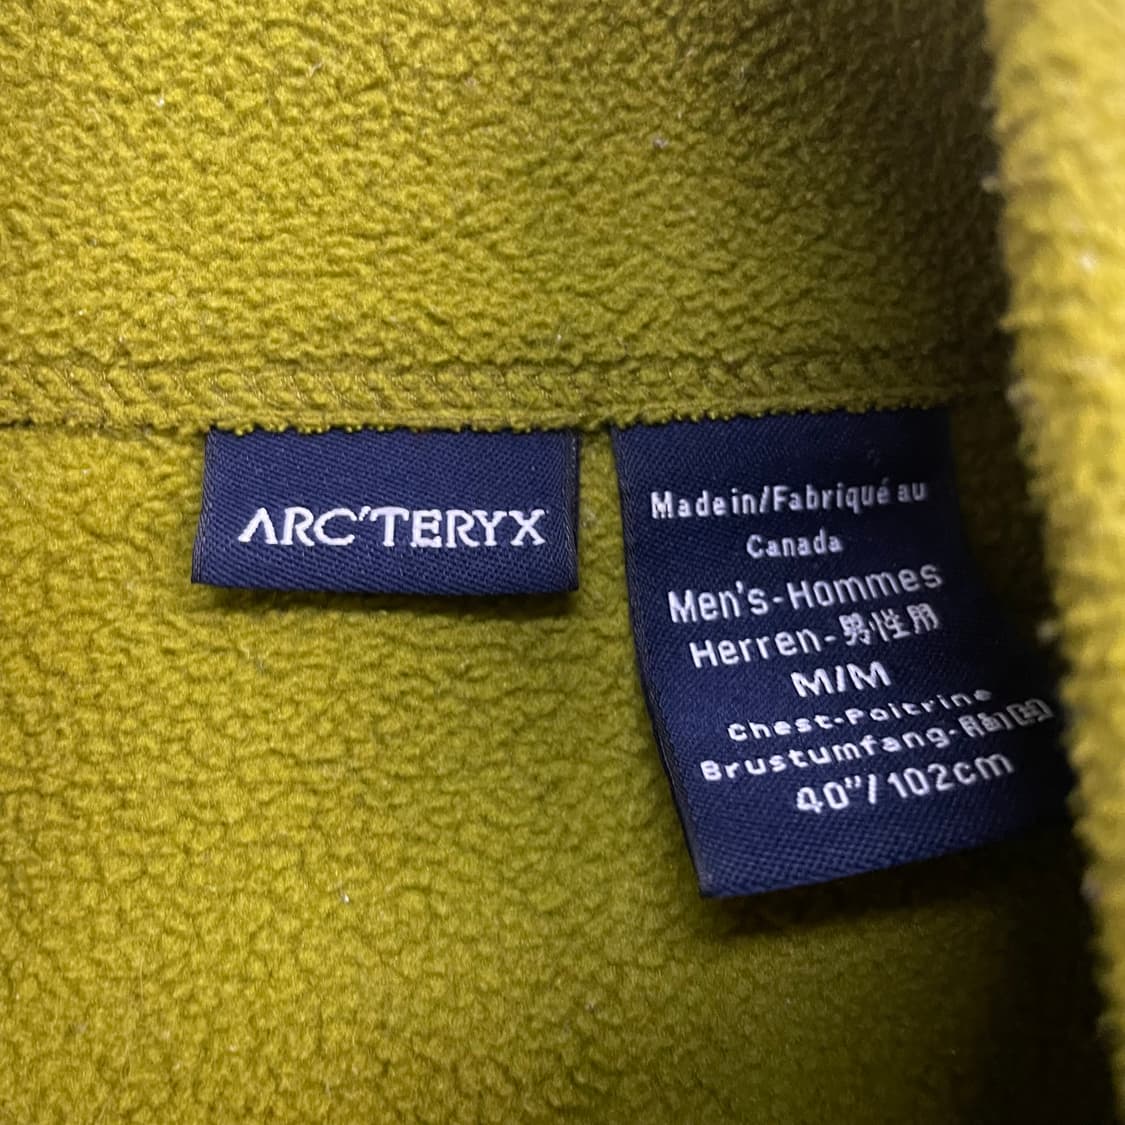 ARC'TERYX
Made in/Fabriqué au
Canada
Men's-Hommes
Herren-男性用
M/M
Chest-Poitrine
Brustumfang-胸囲
40"/102cm